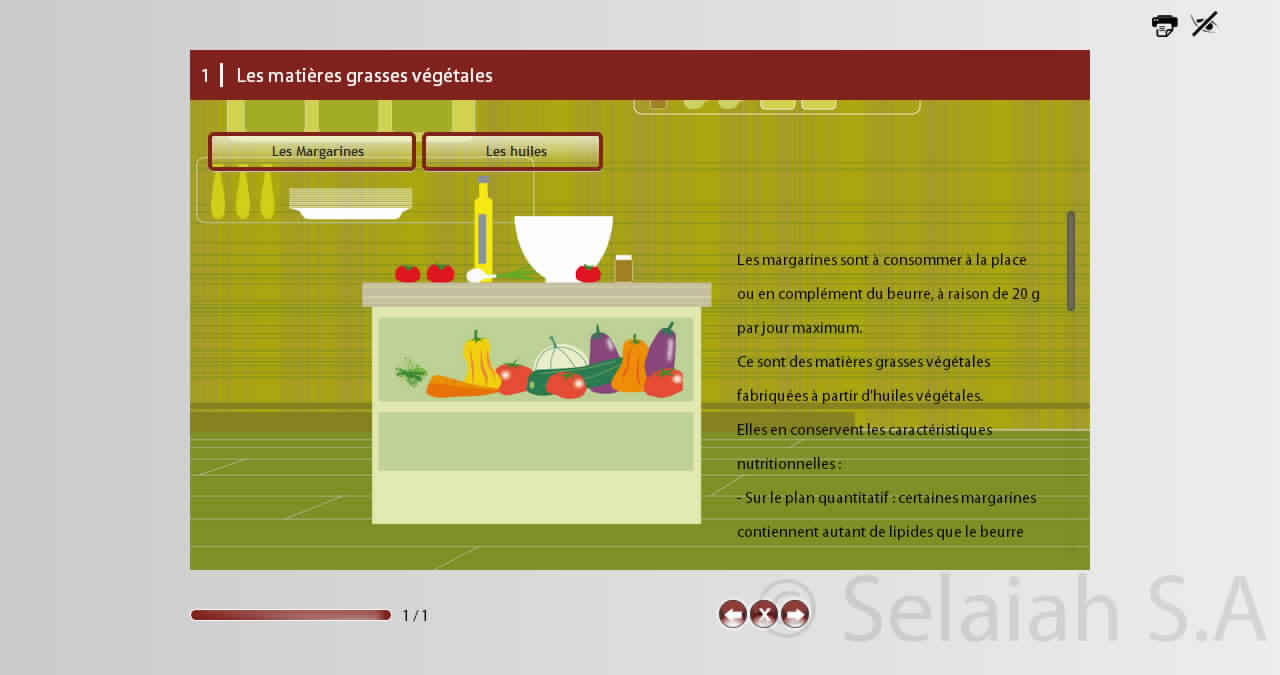 1 | Les matières grasses végétales
Les Margarines
Les huiles
Les margarines sont à consommer à la place
ou en complément du beurre, à raison de 20 g
par jour maximum.
Ce sont des matières grasses végétales
fabriquées à partir d'huiles végétales.
Elles en conservent les caractéristiques
nutritionnelles :
- Sur le plan quantitatif : certaines margarines
contiennent autant de lipides que le beurre
1 / 1
X
© Selaiah S.A